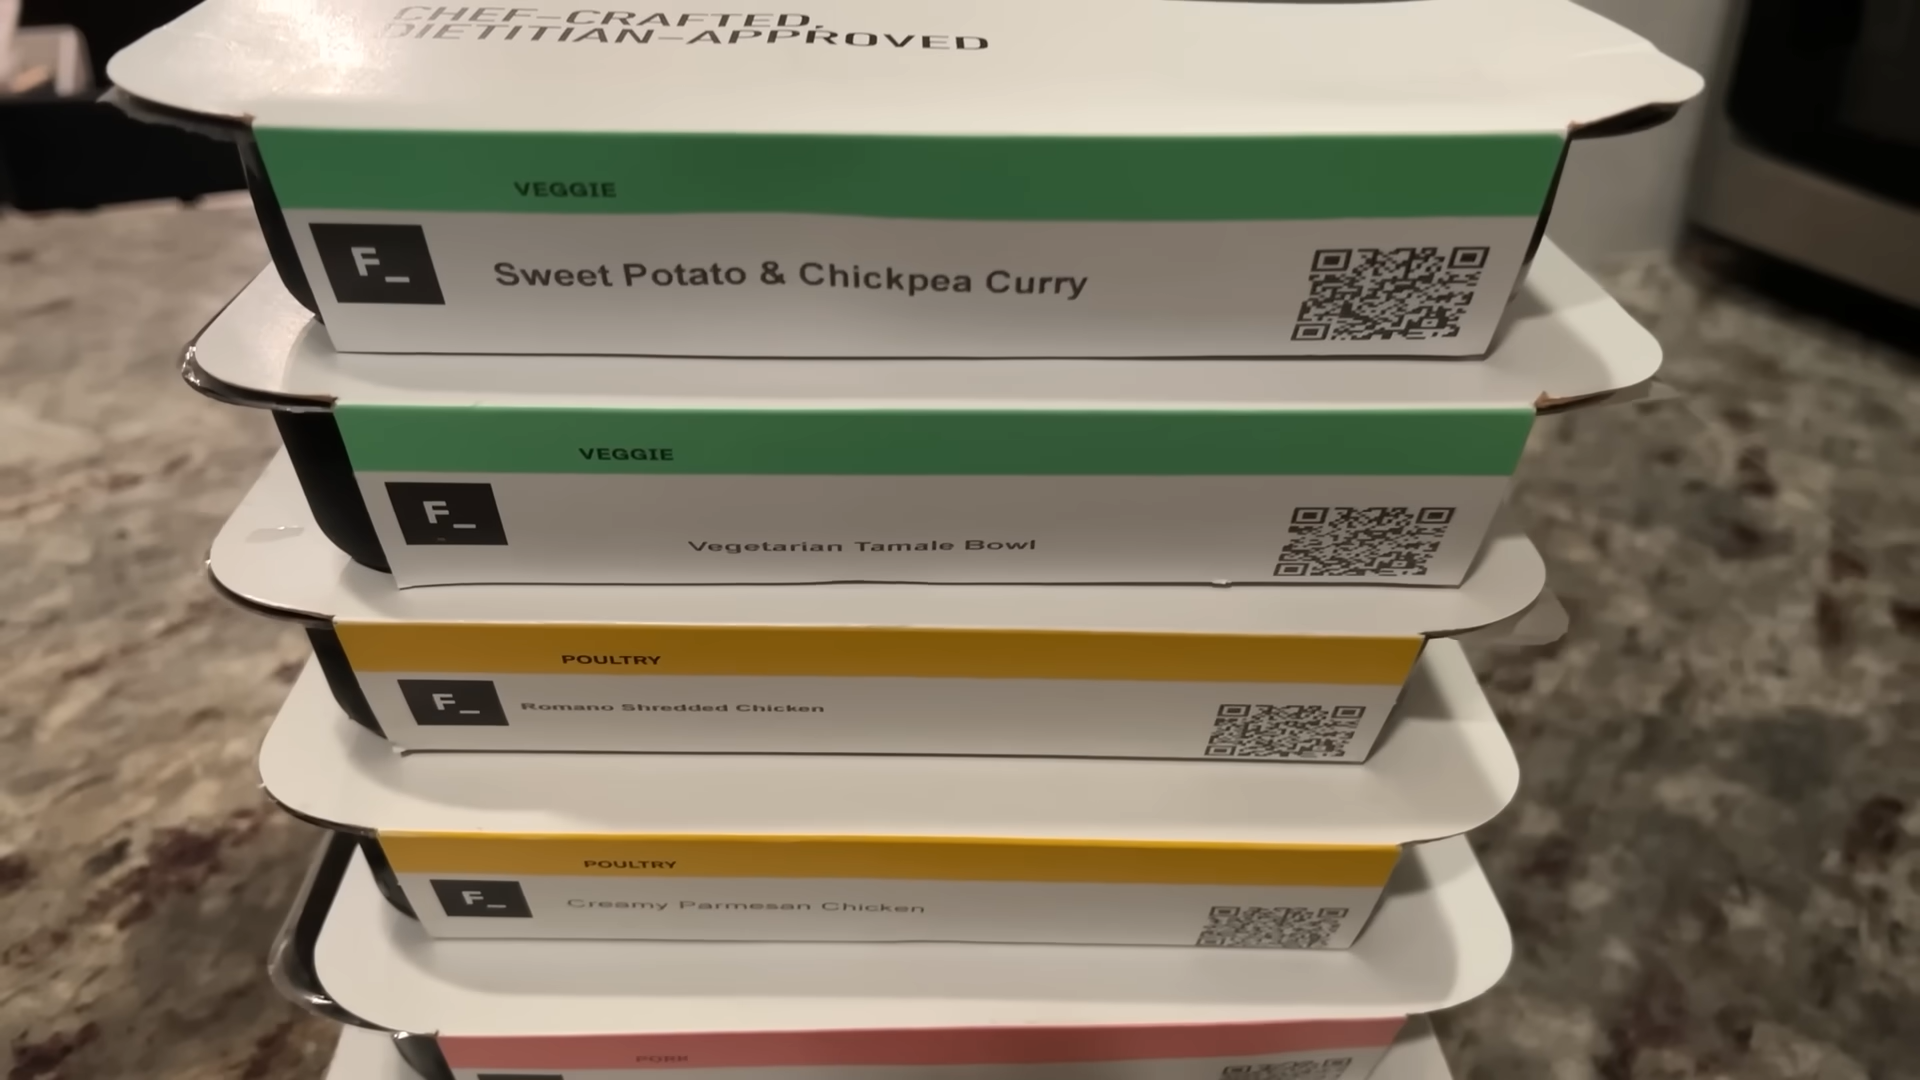 CHEF-CRAFTED,
DIETITIAN-APPROVED
VEGGIE
F_
Sweet Potato & Chickpea Curry
VEGGIE
F_
Vegetarian Tamale Bowl
POULTRY
F_
Romano Shredded Chicken
POULTRY
F_
Creamy Parmesan Chicken